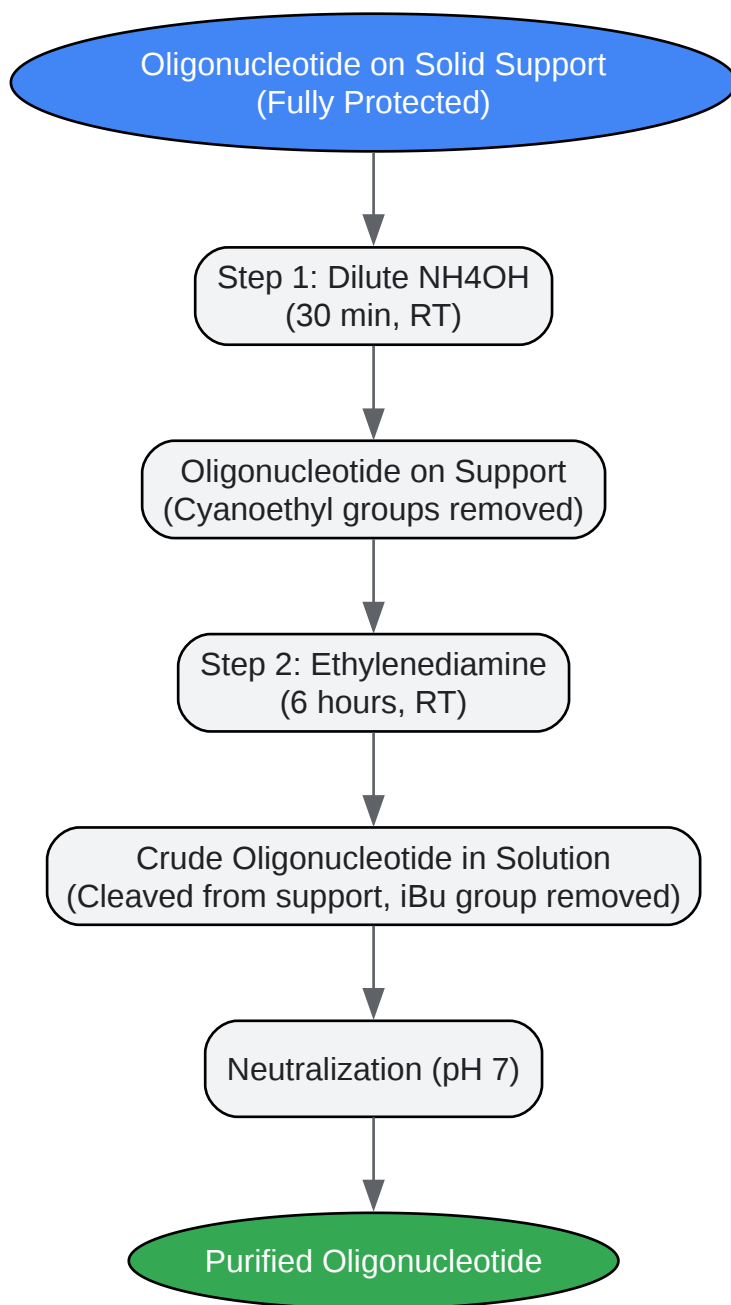 Oligonucleotide on Solid Support
(Fully Protected)
Step 1: Dilute NH4OH
(30 min, RT)
Oligonucleotide on Support
(Cyanoethyl groups removed)
Step 2: Ethylenediamine
(6 hours, RT)
Crude Oligonucleotide in Solution
(Cleaved from support, iBu group removed)
Neutralization (pH 7)
Purified Oligonucleotide